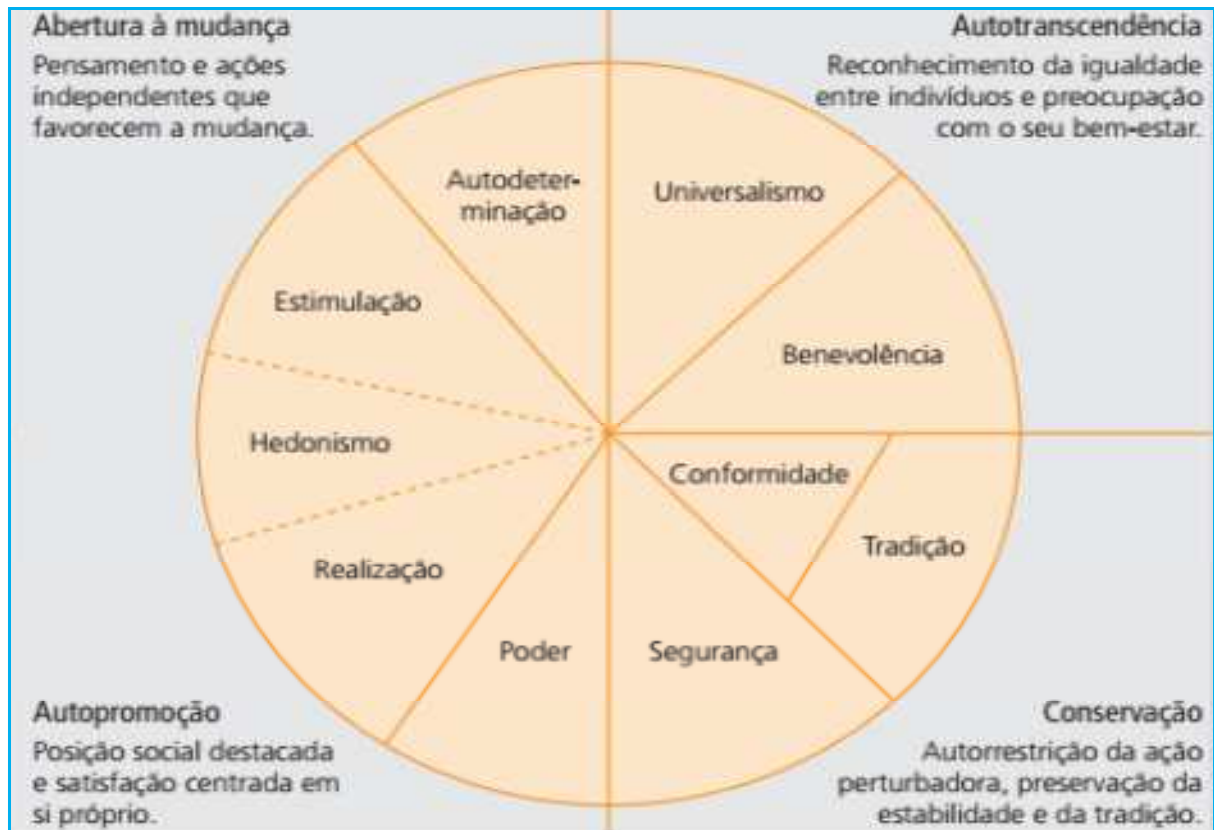 Abertura à mudança
Pensamento e ações
independentes que
favorecem a mudança.
Autotranscendência
Reconhecimento da igualdade
entre indivíduos e preocupação
com o seu bem-estar.
Autodeter-
minação
Universalismo
Estimulação
Benevolência
Hedonismo
Conformidade
Tradição
Realização
Poder
Segurança
Autopromoção
Posição social destacada
e satisfação centrada em
si próprio.
Conservação
Autorrestrição da ação
perturbadora, preservação da
estabilidade e da tradição.